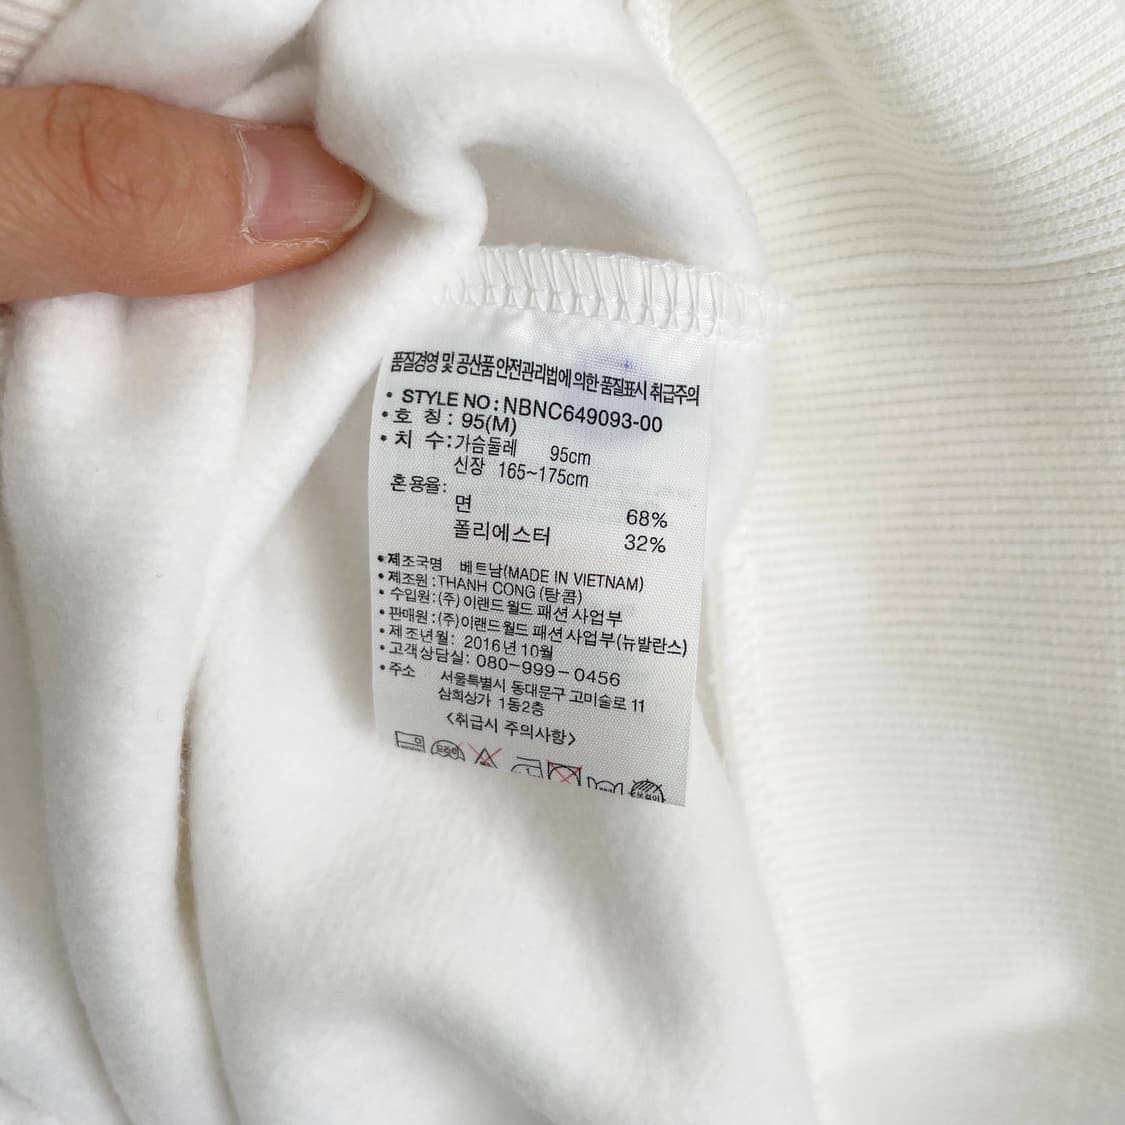 품질경영 및 공산품 안전관리법에 의한 품질표시 취급주의
• STYLE NO : NBNC649093-00
• 호 칭 : 95(M)
• 치 수 : 가슴둘레 95cm
신장 165~175cm
혼용율:
면 68%
폴리에스터 32%
• 제조국명 베트남(MADE IN VIETNAM)
• 제조원 : THANH CONG (탕콤)
• 수입원 : (주) 이랜드 월드 패션 사업부
• 판매원 : (주) 이랜드 월드 패션 사업부(뉴발란스)
• 제조년월 : 2016년 10월
• 고객상담실: 080-999-0456
• 주소 서울특별시 동대문구 고미술로 11
삼희상가 1동2층
<취급시 주의사항>
드라이